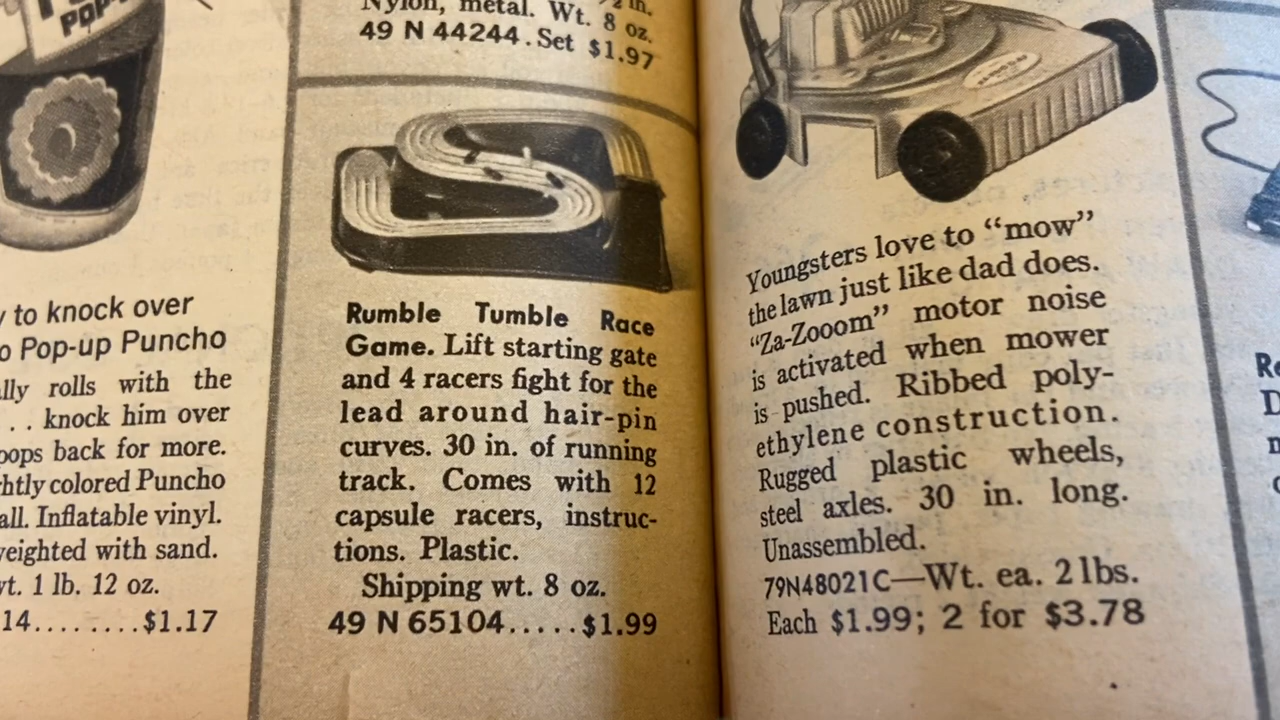 POP-
Nylon, metal. Wt. 8 oz.
49 N 44244. Set $1.97
y to knock over
o Pop-up Puncho
lly rolls with the
. . knock him over
pops back for more.
htly colored Puncho
all. Inflatable vinyl.
weighted with sand.
wt. 1 lb. 12 oz.
14........$1.17
Rumble Tumble Race
Game. Lift starting gate
and 4 racers fight for the
lead around hair-pin
curves. 30 in. of running
track. Comes with 12
capsule racers, instruc-
tions. Plastic.
Shipping wt. 8 oz.
49 N 65104.....$1.99
Youngsters love to “mow”
the lawn just like dad does.
“Za-Zooom” motor noise
is activated when mower
is pushed. Ribbed poly-
ethylene construction.
Rugged plastic wheels,
steel axles. 30 in. long.
Unassembled.
79N48021C—Wt. ea. 2 lbs.
Each $1.99; 2 for $3.78
Re
D